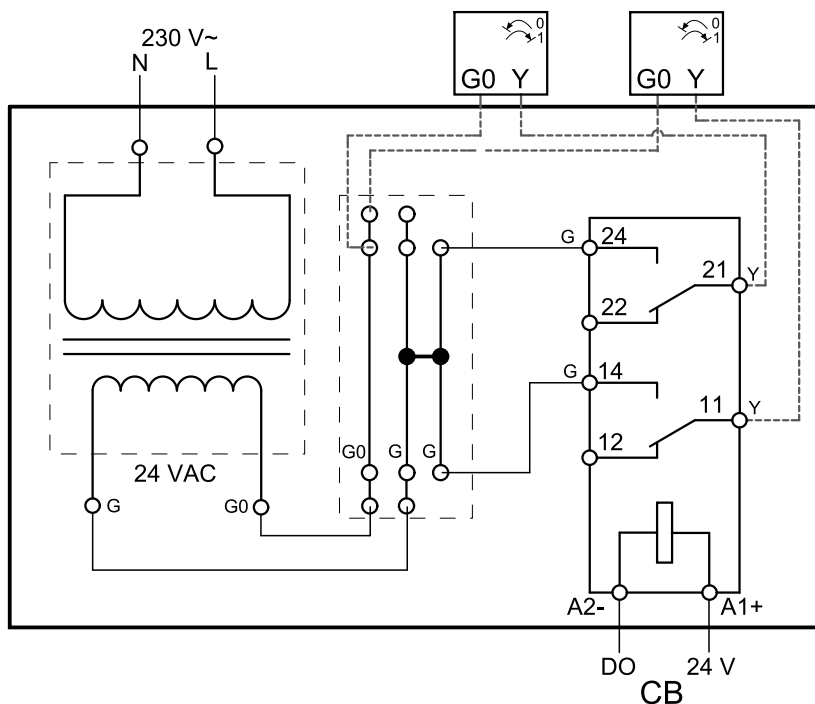 230 V~
N L
0
1
G0 Y
0
1
G0 Y
G 24
21 Y
22
G 14
11 Y
12
G0 G G
24 VAC
G G0
A2- A1+
DO 24 V
CB